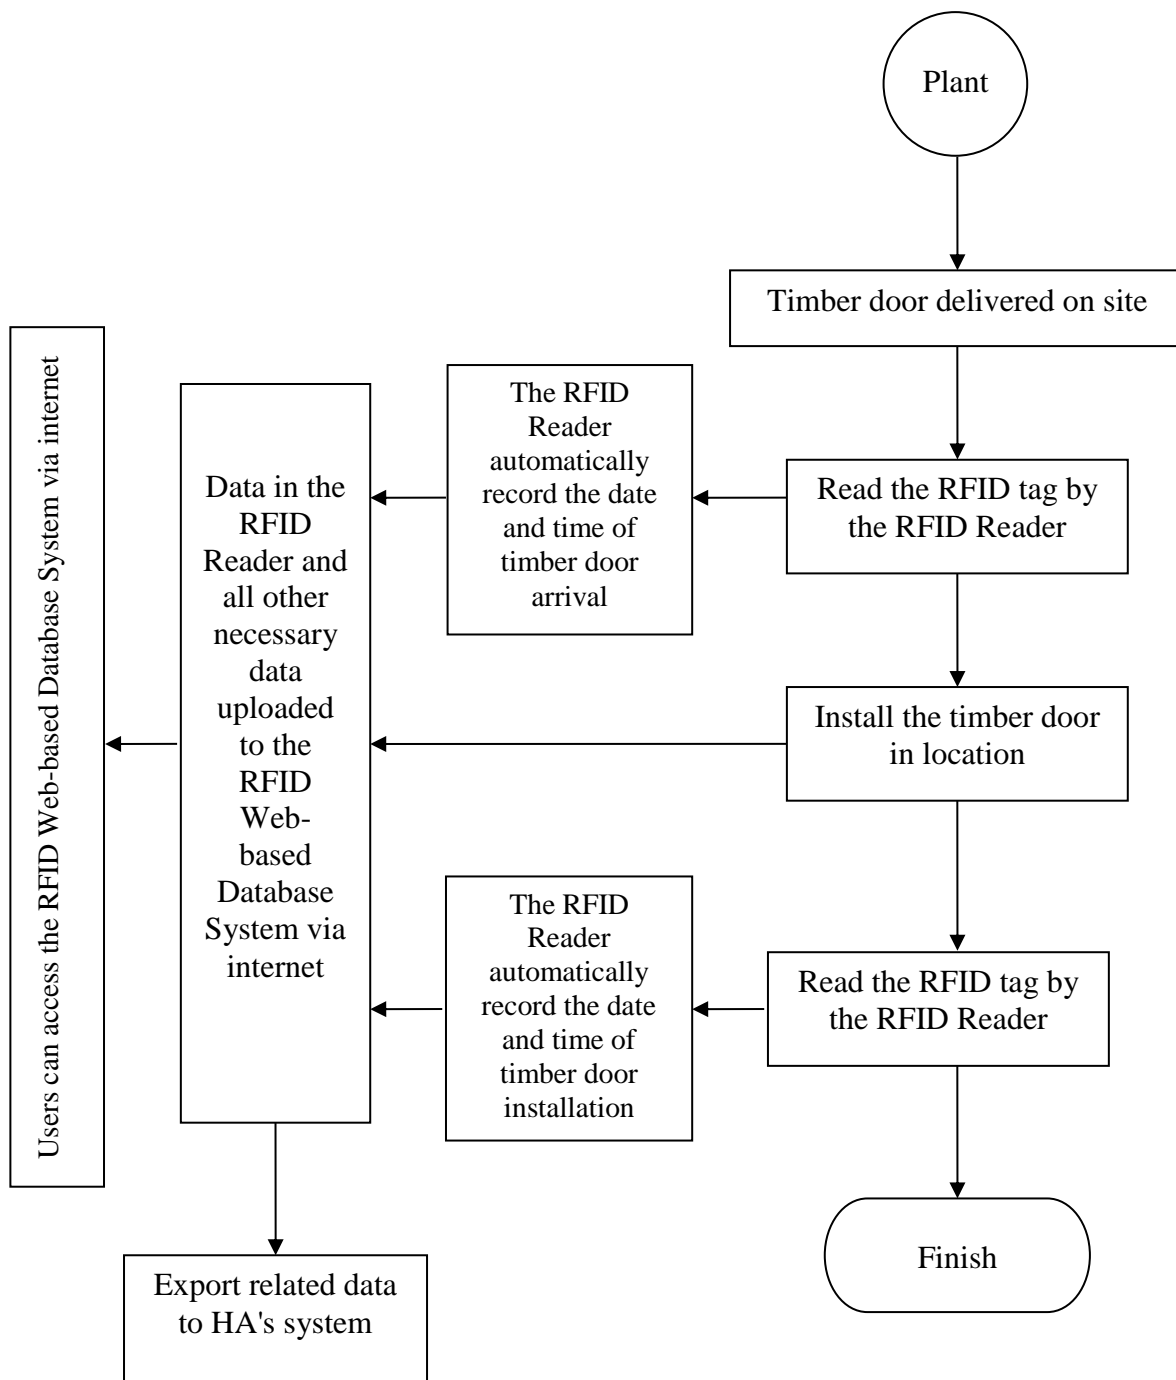 Plant
Timber door delivered on site
Users can access the RFID Web-based Database System via internet
The RFID
Reader
automatically
record the date
and time of
timber door
arrival
Read the RFID tag by
the RFID Reader
Data in the
RFID
Reader and
all other
necessary
data
uploaded
to the
RFID
Web-
based
Database
System via
internet
Install the timber door
in location
The RFID
Reader
automatically
record the date
and time of
timber door
installation
Read the RFID tag by
the RFID Reader
Finish
Export related data
to HA's system